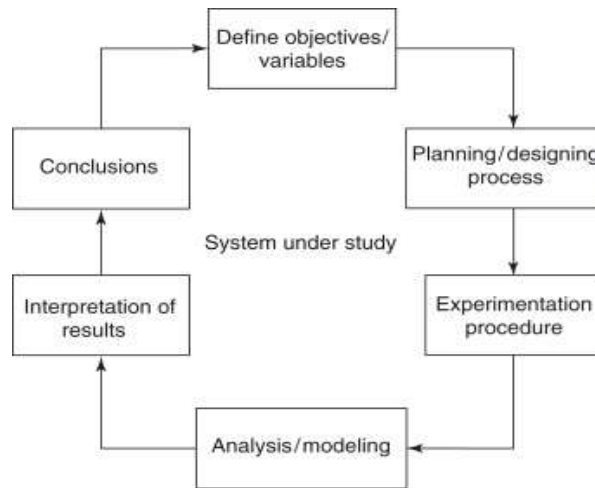 Define objectives/
variables
Planning/designing
process
Experimentation
procedure
Analysis/modeling
Interpretation of
results
Conclusions
System under study